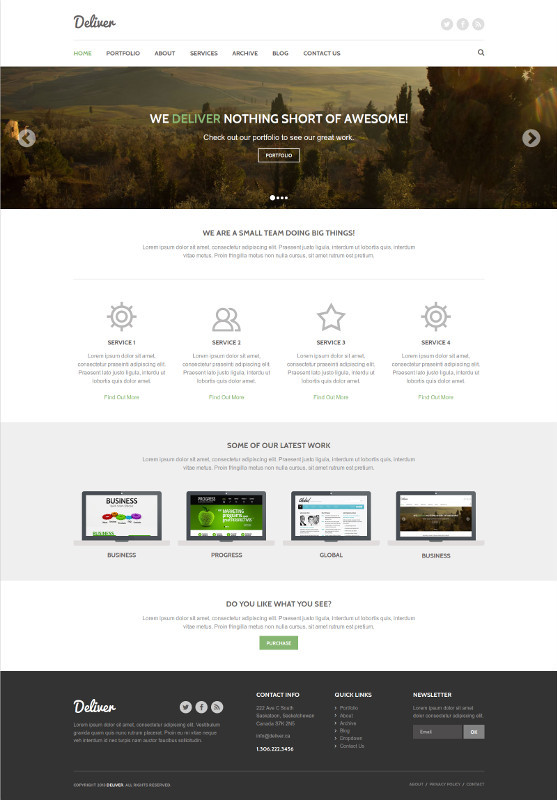 Deliver
HOME PORTFOLIO ABOUT SERVICES ARCHIVE BLOG CONTACT US
WE DELIVER NOTHING SHORT OF AWESOME!
Check out our portfolio to see our great work.
PORTFOLIO
WE ARE A SMALL TEAM DOING BIG THINGS!
Lorem ipsum dolor sit amet, consectetur adipiscing elit. Praesent justo ligula, interdum ut lobortis quis, interdum
vitae metus. Proin fringilla metus non nulla cursus, sit amet rutrum est pretium.
SERVICE 1 SERVICE 2 SERVICE 3 SERVICE 4
Lorem ipsum dolor sit amet, Lorem ipsum dolor sit amet, Lorem ipsum dolor sit amet, Lorem ipsum dolor sit amet,
consectetur adipiscing elit. consectetur adipiscing elit. consectetur adipiscing elit. consectetur adipiscing elit.
Praesent lato justo ligula, interdu ut Praesent lato justo ligula, interdu ut Praesent lato justo ligula, interdu ut Praesent lato justo ligula, interdu ut
lobortis quis dolor amet. lobortis quis dolor amet. lobortis quis dolor amet. lobortis quis dolor amet.
Find Out More Find Out More Find Out More Find Out More
SOME OF OUR LATEST WORK
Lorem ipsum dolor sit amet, consectetur adipiscing elit. Praesent justo ligula, interdum ut lobortis quis, interdum
vitae metus. Proin fringilla metus non nulla cursus, sit amet rutrum est pretium.
BUSINESS PROGRESS Global
BUSINESS
BUSINESS PROGRESS GLOBAL BUSINESS
DO YOU LIKE WHAT YOU SEE?
Lorem ipsum dolor sit amet, consectetur adipiscing elit. Praesent justo ligula, interdum ut lobortis quis, interdum
vitae metus. Proin fringilla metus non nulla cursus, sit amet rutrum est pretium.
PURCHASE
Deliver
Lorem ipsum dolor sit amet, consectetur adipiscing elit. Vestibulum
gravida quam quis nunc tincidunt non. Proin eu mi neque
vel interdum o nec turpis nam auctor volutpat sollicitudin.
CONTACT INFO
222 Ave C South
Saskatoon, Saskatchewan
Canada S7K 2N5
info@deliver.ca
1.306.222.3456
QUICK LINKS
Portfolio
About
Archive
Blog
Dropdown
Contact Us
NEWSLETTER
Lorem ipsum dolor sit amet,
dolor consectetur adipiscing elit.
Email OK
COPYRIGHT 2013 DELIVER. ALL RIGHTS RESERVED.
ABOUT / PRIVACY POLICY / CONTACT